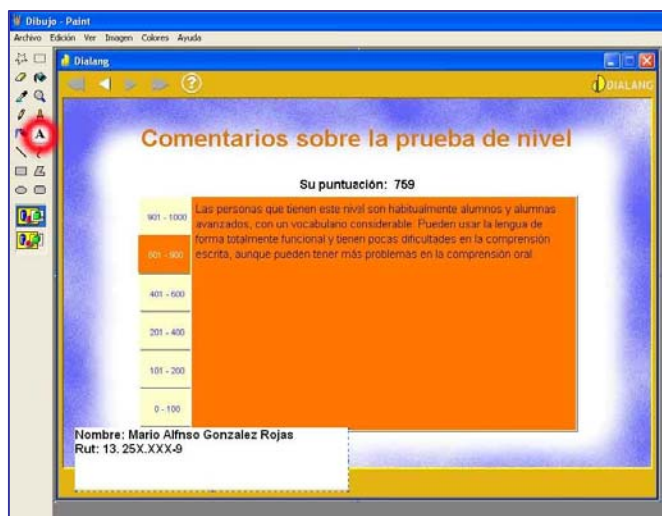 Dibujo - Paint
Archivo Edición Ver Imagen Colores Ayuda
Dialang
?
DIALANG
A
Comentarios sobre la prueba de nivel
Su puntuación: 759
901 - 1000
601 - 900
401 - 600
201 - 400
101 - 200
0 - 100
Las personas que tienen este nivel son habitualmente alumnos y alumnas
avanzados, con un vocabulario considerable. Pueden usar la lengua de
forma totalmente funcional y tienen pocas dificultades en la comprensión
escrita, aunque pueden tener más problemas en la comprensión oral.
Nombre: Mario Alfnso Gonzalez Rojas
Rut: 13. 25X.XXX-9